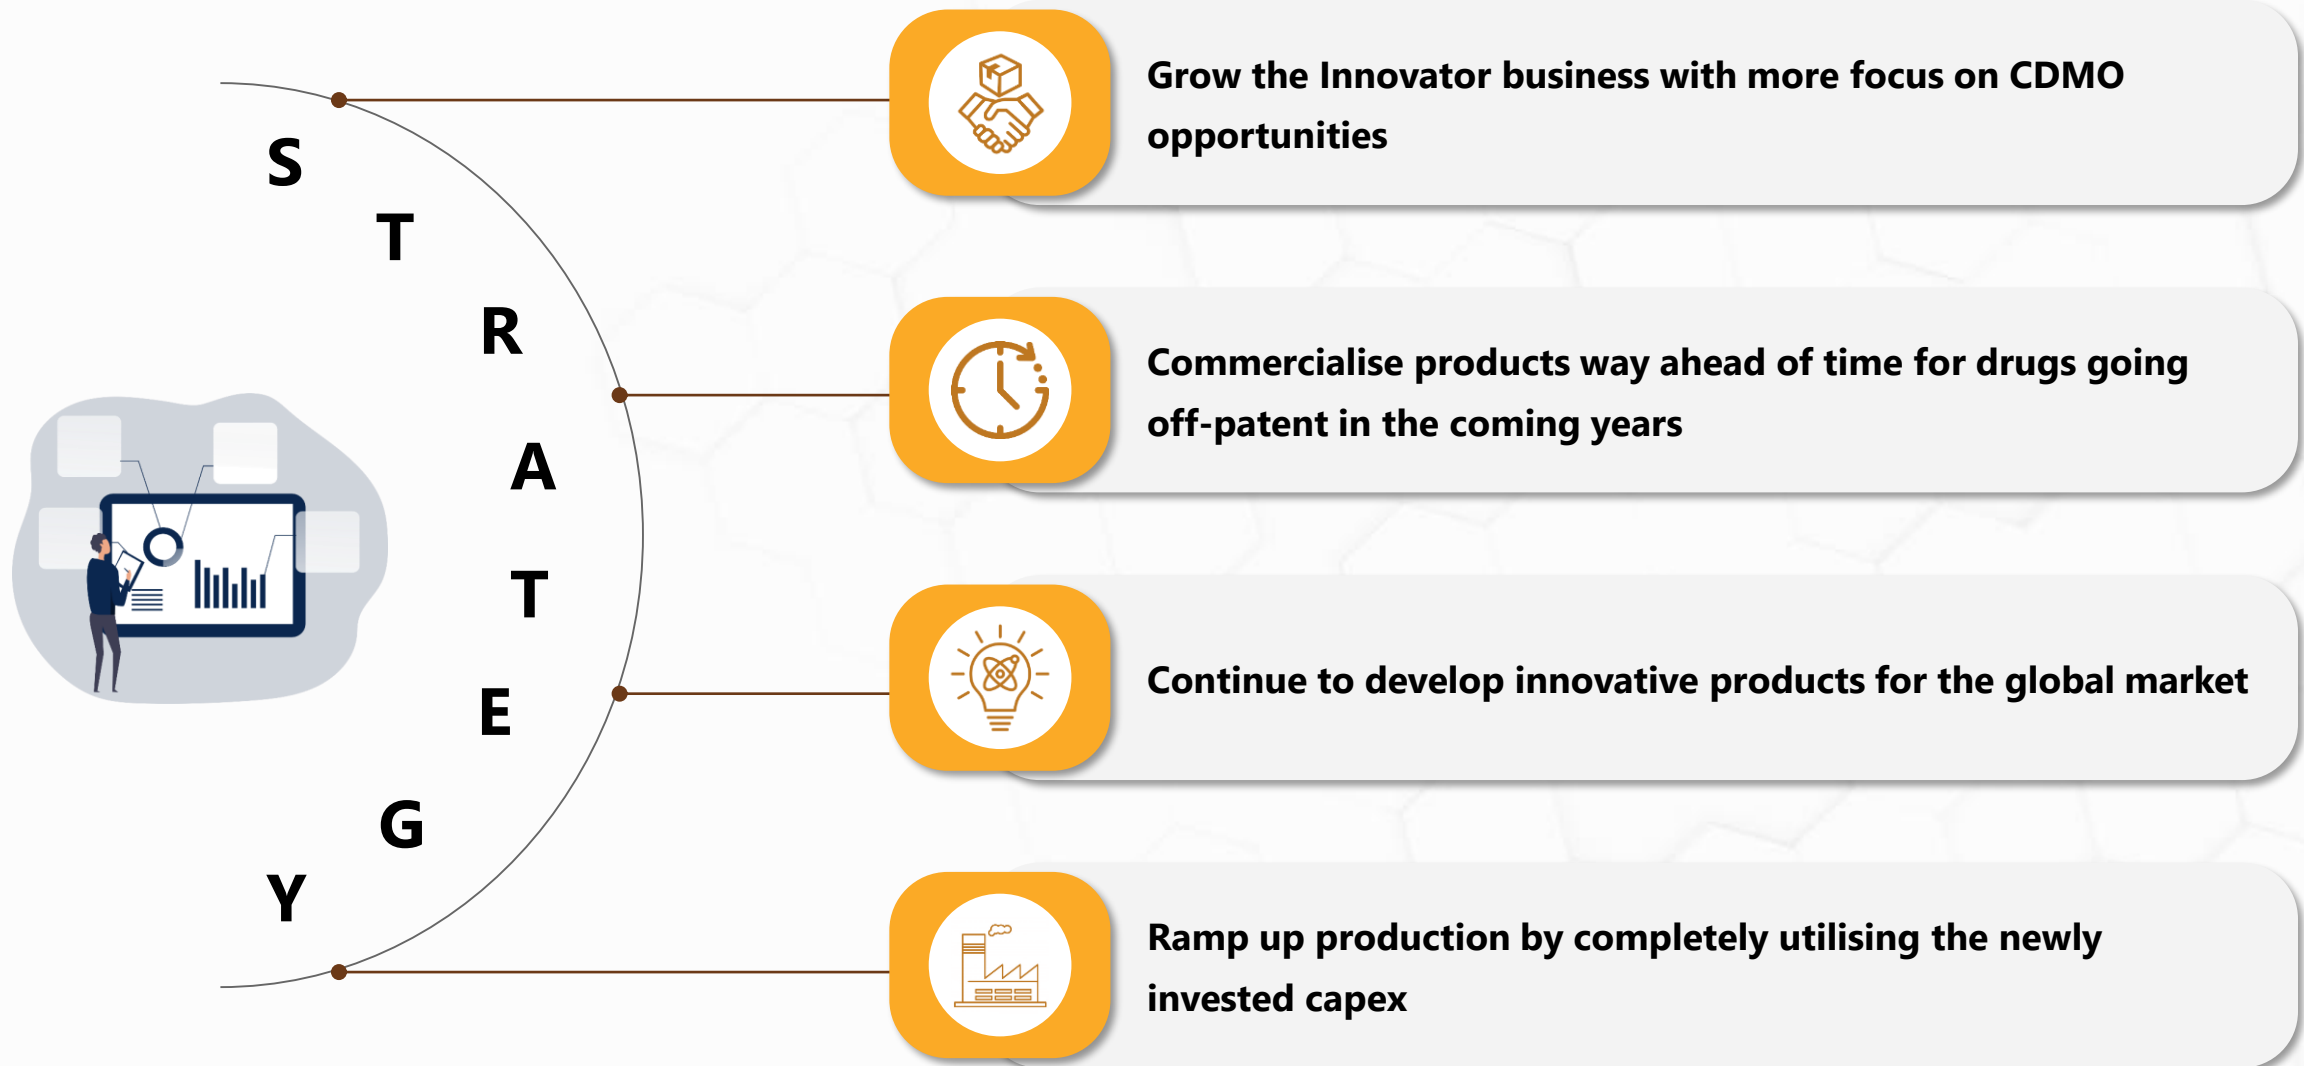 STRATEGY
Grow the Innovator business with more focus on CDMO
opportunities
Commercialise products way ahead of time for drugs going
off-patent in the coming years
Continue to develop innovative products for the global market
Ramp up production by completely utilising the newly
invested capex